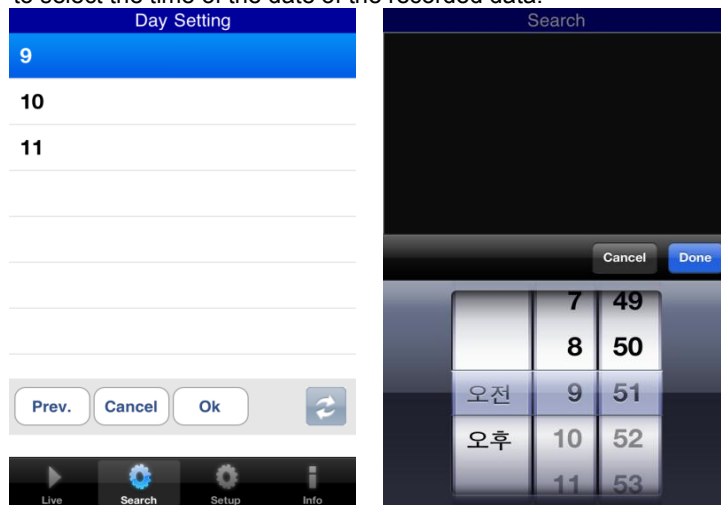 to select the time of the date of the recorded data.
Day Setting
9
10
11
Prev. Cancel Ok
Live Search Setup Info
Search
Cancel Done
7 49
8 50
오전 9 51
오후 10 52
11 53